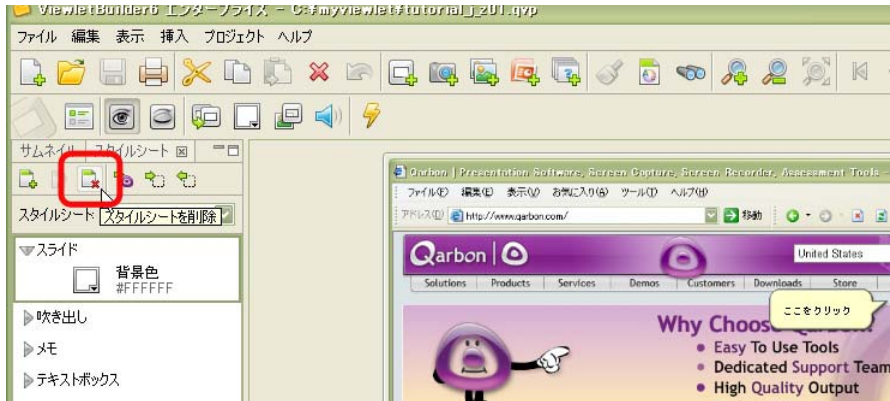 ViewletBuilder6 エンタープライズ - C:¥myviewlet¥tutorial_j_201.qvp
ファイル 編集 表示 挿入 プロジェクト ヘルプ
サムネイル スタイルシート
スタイルシート スタイルシートを削除
スライド
背景色
#FFFFFF
吹き出し
メモ
テキストボックス
Qarbon | Presentation Software, Screen Capture, Screen Recorder, Assessment Tools -
ファイル(F) 編集(E) 表示(V) お気に入り(A) ツール(T) ヘルプ(H)
アドレス(D) http://www.qarbon.com/ 移動
Qarbon
United States
Solutions Products Services Demos Customers Downloads Store
ここをクリック
Why Choose
Easy To Use Tools
Dedicated Support Team
High Quality Output